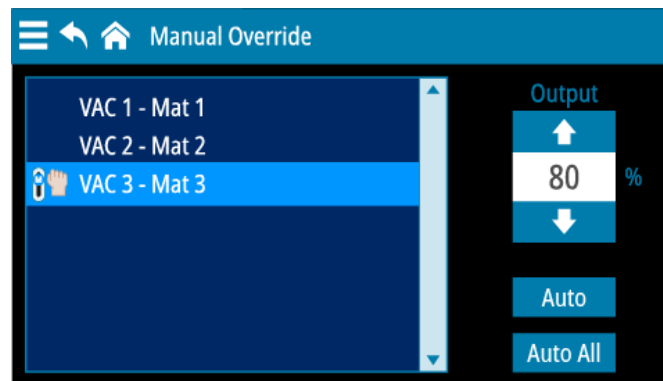 Manual Override
VAC 1 - Mat 1
VAC 2 - Mat 2
VAC 3 - Mat 3
Output
80 %
Auto
Auto All